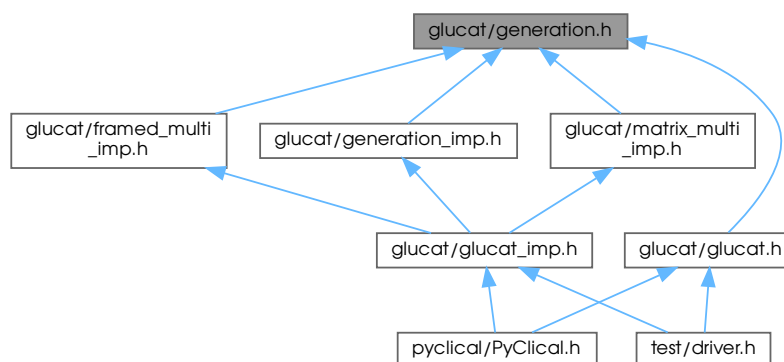 glucat/generation.h
glucat/framed_multi
_imp.h
glucat/generation_imp.h
glucat/matrix_multi
_imp.h
glucat/glucat_imp.h
glucat/glucat.h
pyclical/PyClical.h
test/driver.h